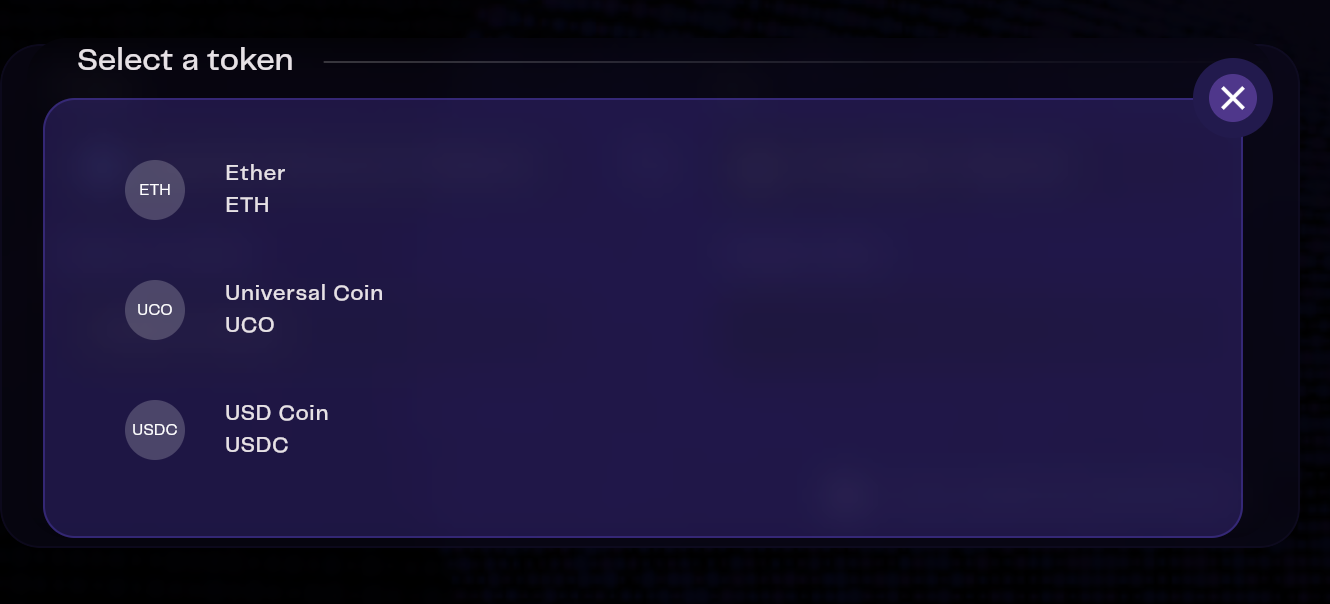 Select a token
ETH
Ether
ETH
UCO
Universal Coin
UCO
USDC
USD Coin
USDC